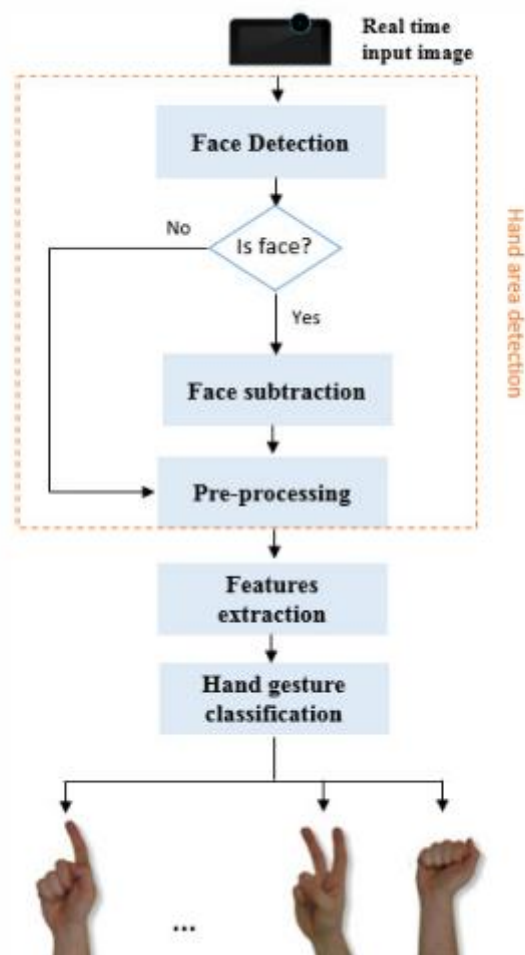 Real time
input image
Face Detection
No
Is face?
Yes
Hand area detection
Face subtraction
Pre-processing
Features
extraction
Hand gesture
classification
...